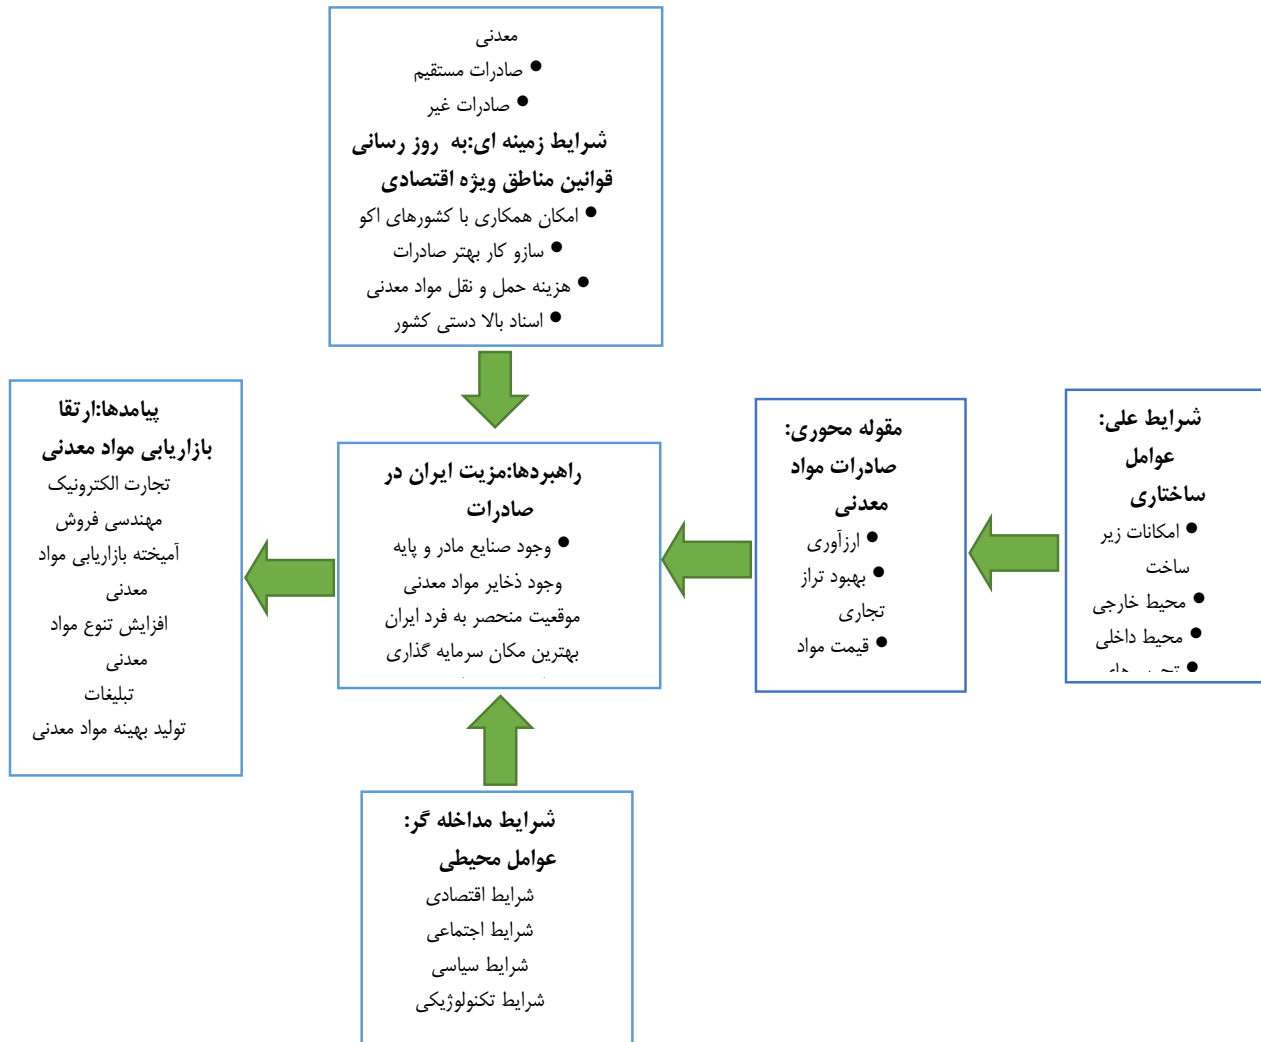 معدنی
● صادرات مستقیم
● صادرات غیر
شرایط زمینه ای:به روز رسانی
قوانین مناطق ویژه اقتصادی
● امکان همکاری با کشورهای اکو
● سازو کار بهتر صادرات
● هزینه حمل و نقل مواد معدنی
● اسناد بالا دستی کشور
شرایط علی:
عوامل
ساختاری
● امکانات زیر
ساخت
● محیط خارجی
● محیط داخلی
مقوله محوری:
صادرات مواد
معدنی
● ارزآوری
● بهبود تراز
تجاری
● قیمت مواد
راهبردها:مزیت ایران در
صادرات
● وجود صنایع مادر و پایه
وجود ذخایر مواد معدنی
موقعیت منحصر به فرد ایران
بهترین مکان سرمایه گذاری
پیامدها:ارتقا
بازاریابی مواد معدنی
تجارت الکترونیک
مهندسی فروش
آمیخته بازاریابی مواد
معدنی
افزایش تنوع مواد
معدنی
تبلیغات
تولید بهینه مواد معدنی
شرایط مداخله گر:
عوامل محیطی
شرایط اقتصادی
شرایط اجتماعی
شرایط سیاسی
شرایط تکنولوژیکی